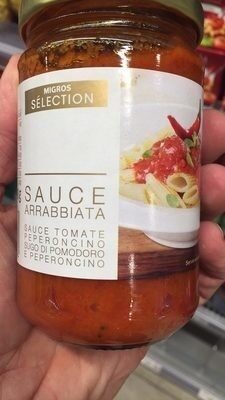 MIGROS
SÉLECTION
SAUCE
ARRABBIATA
SAUCE TOMATE
PEPERONCINO
SUGO DI POMODORO
E PEPERONCINO